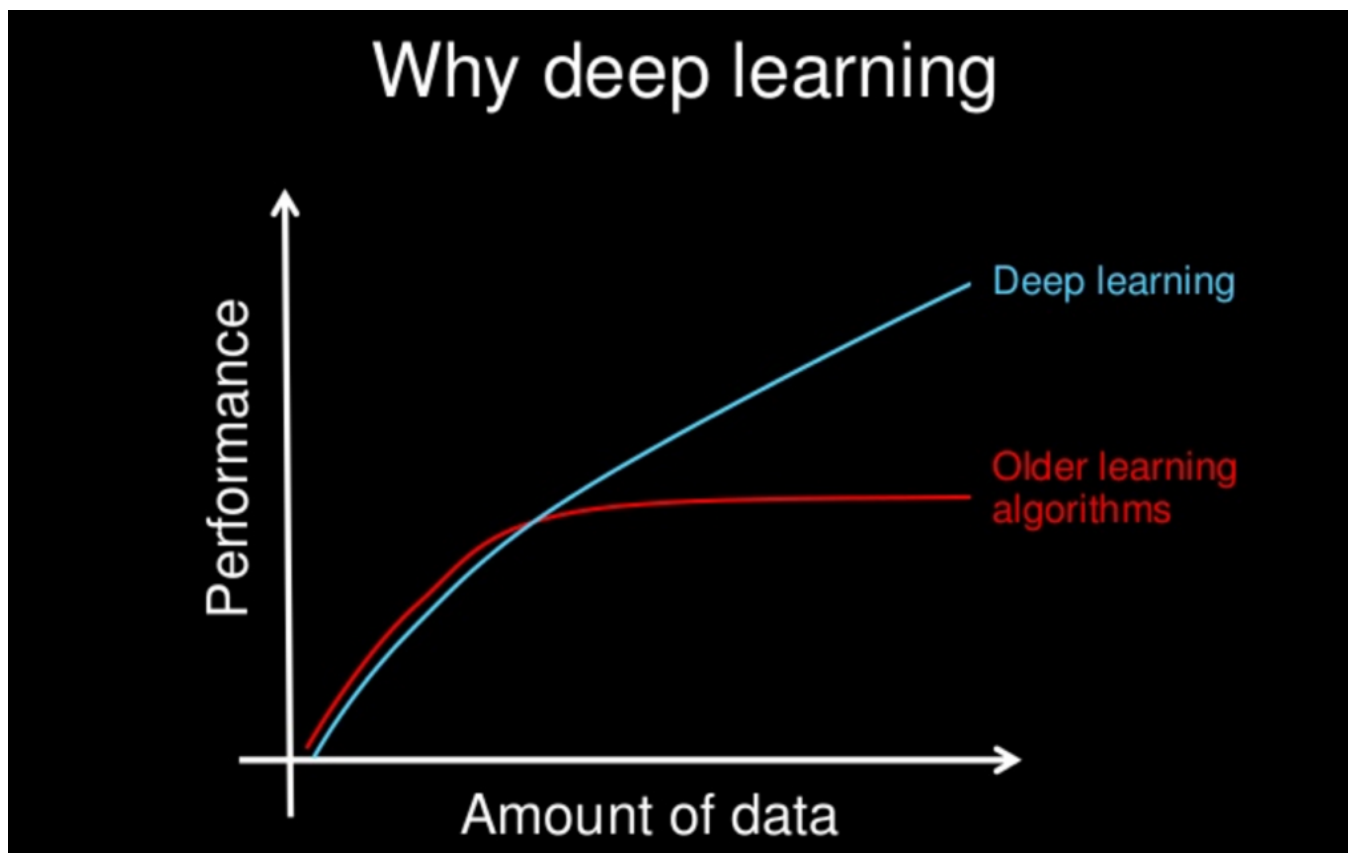 Why deep learning
Performance
Deep learning
Older learning
algorithms
Amount of data